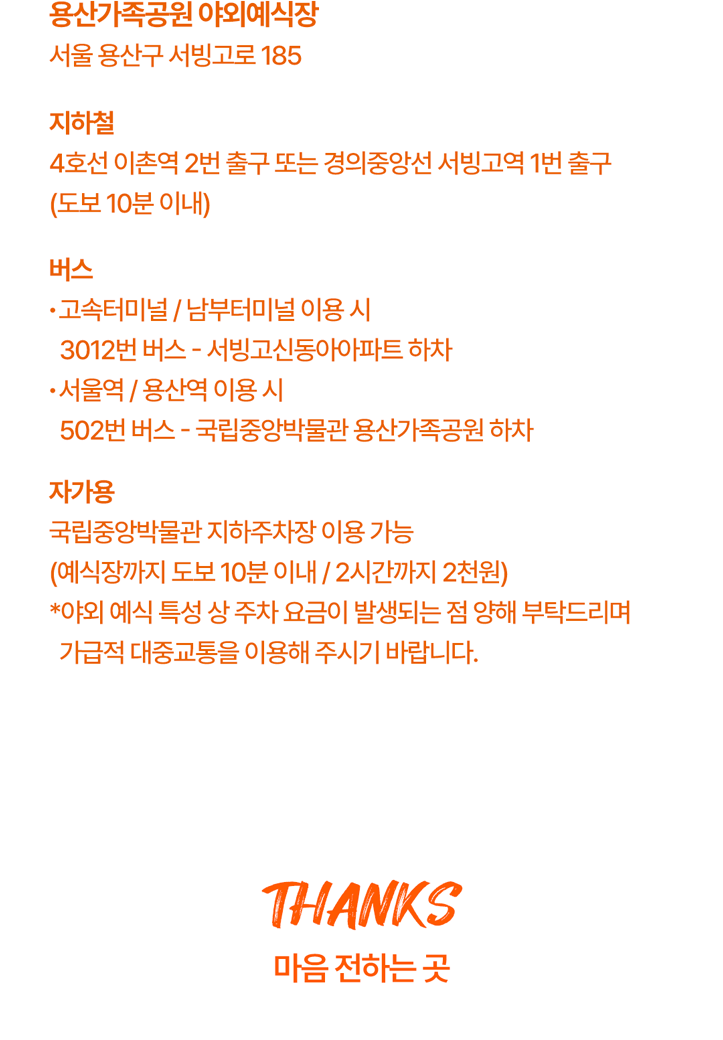 용산가족공원 야외예식장
서울 용산구 서빙고로 185
지하철
4호선 이촌역 2번 출구 또는 경의중앙선 서빙고역 1번 출구
(도보 10분 이내)
버스
• 고속터미널 / 남부터미널 이용 시
3012번 버스 - 서빙고신동아아파트 하차
• 서울역 / 용산역 이용 시
502번 버스 - 국립중앙박물관 용산가족공원 하차
자가용
국립중앙박물관 지하주차장 이용 가능
(예식장까지 도보 10분 이내 / 2시간까지 2천원)
*야외 예식 특성 상 주차 요금이 발생되는 점 양해 부탁드리며
가급적 대중교통을 이용해 주시기 바랍니다.
THANKS
마음 전하는 곳